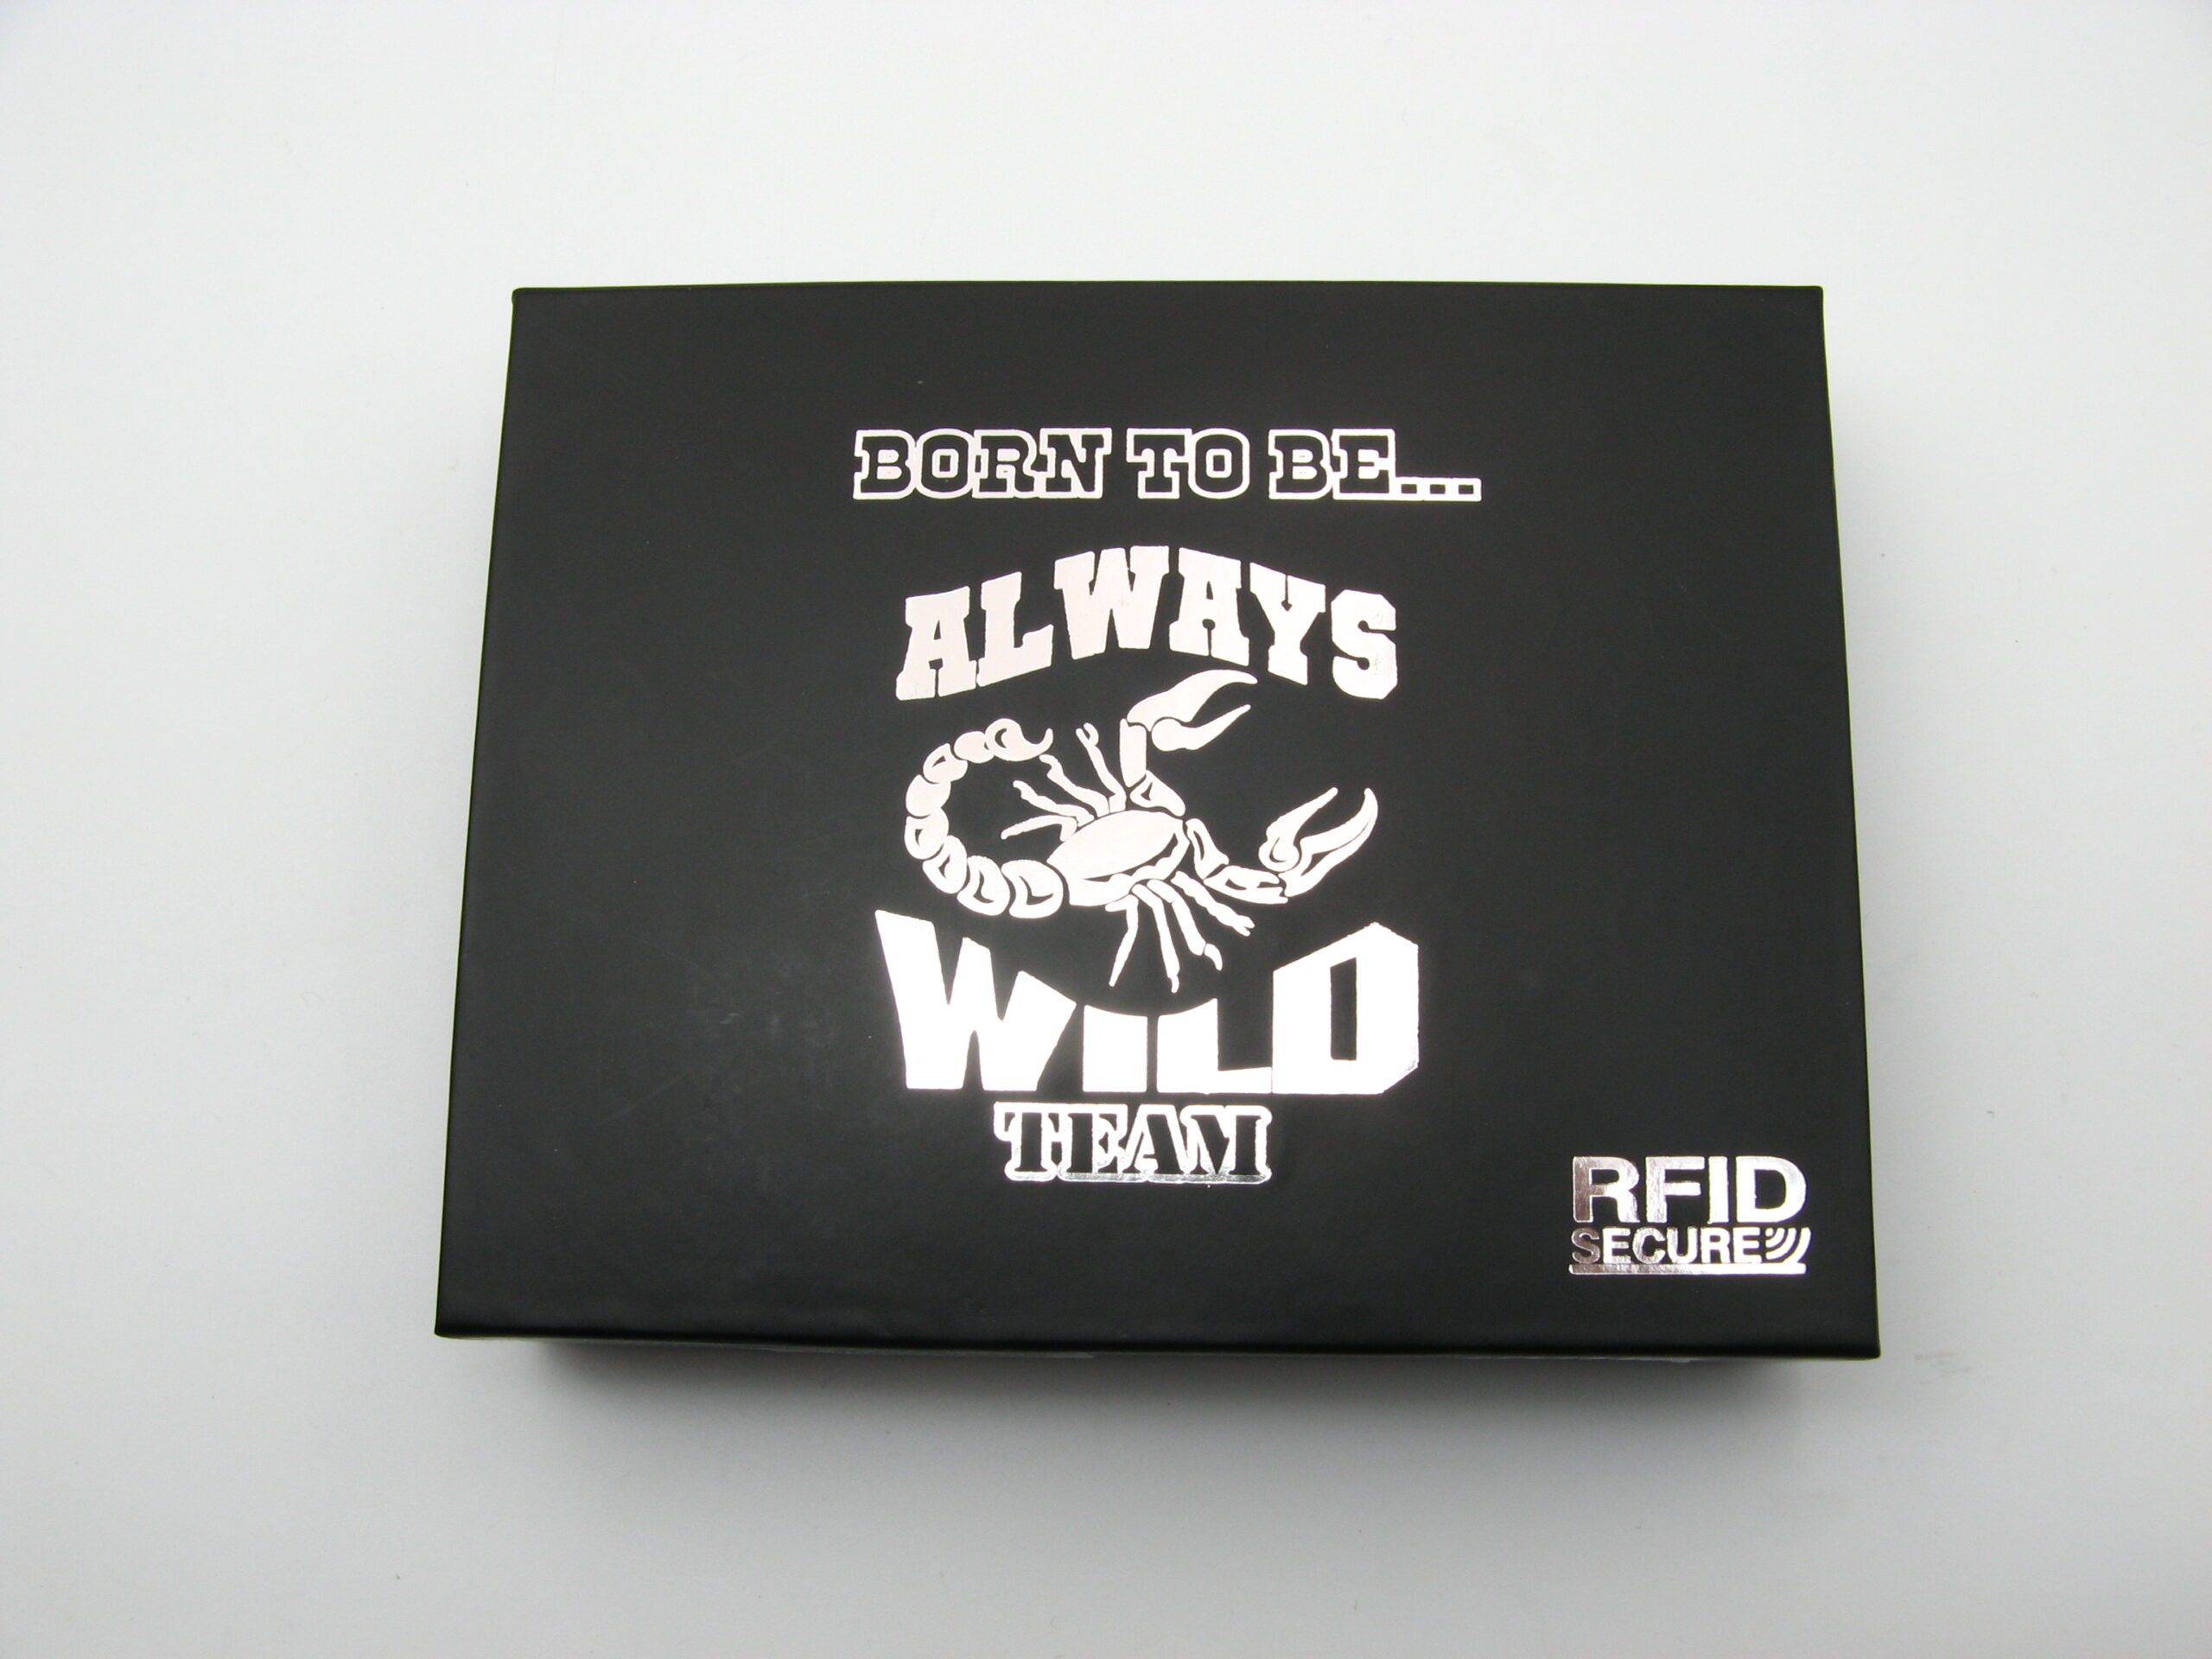 BORN TO BE...
ALWAYS
WILD
TEAM
RFID
SECURE